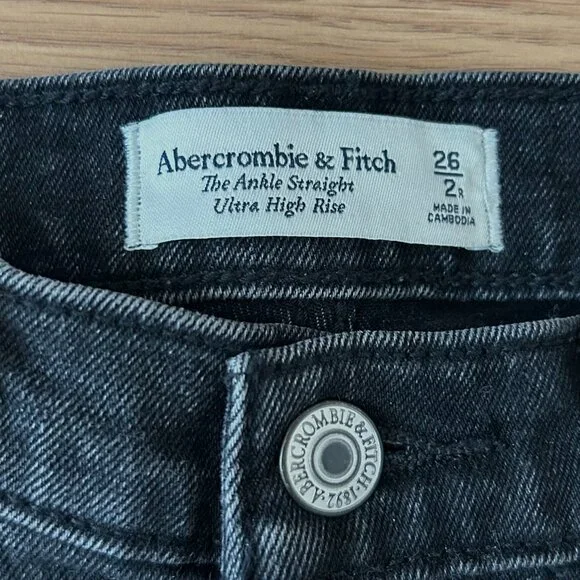 Abercrombie & Fitch
The Ankle Straight
Ultra High Rise
26
2R
MADE IN
CAMBODIA
ABERCROMBIE & FITCH · 1892 ·